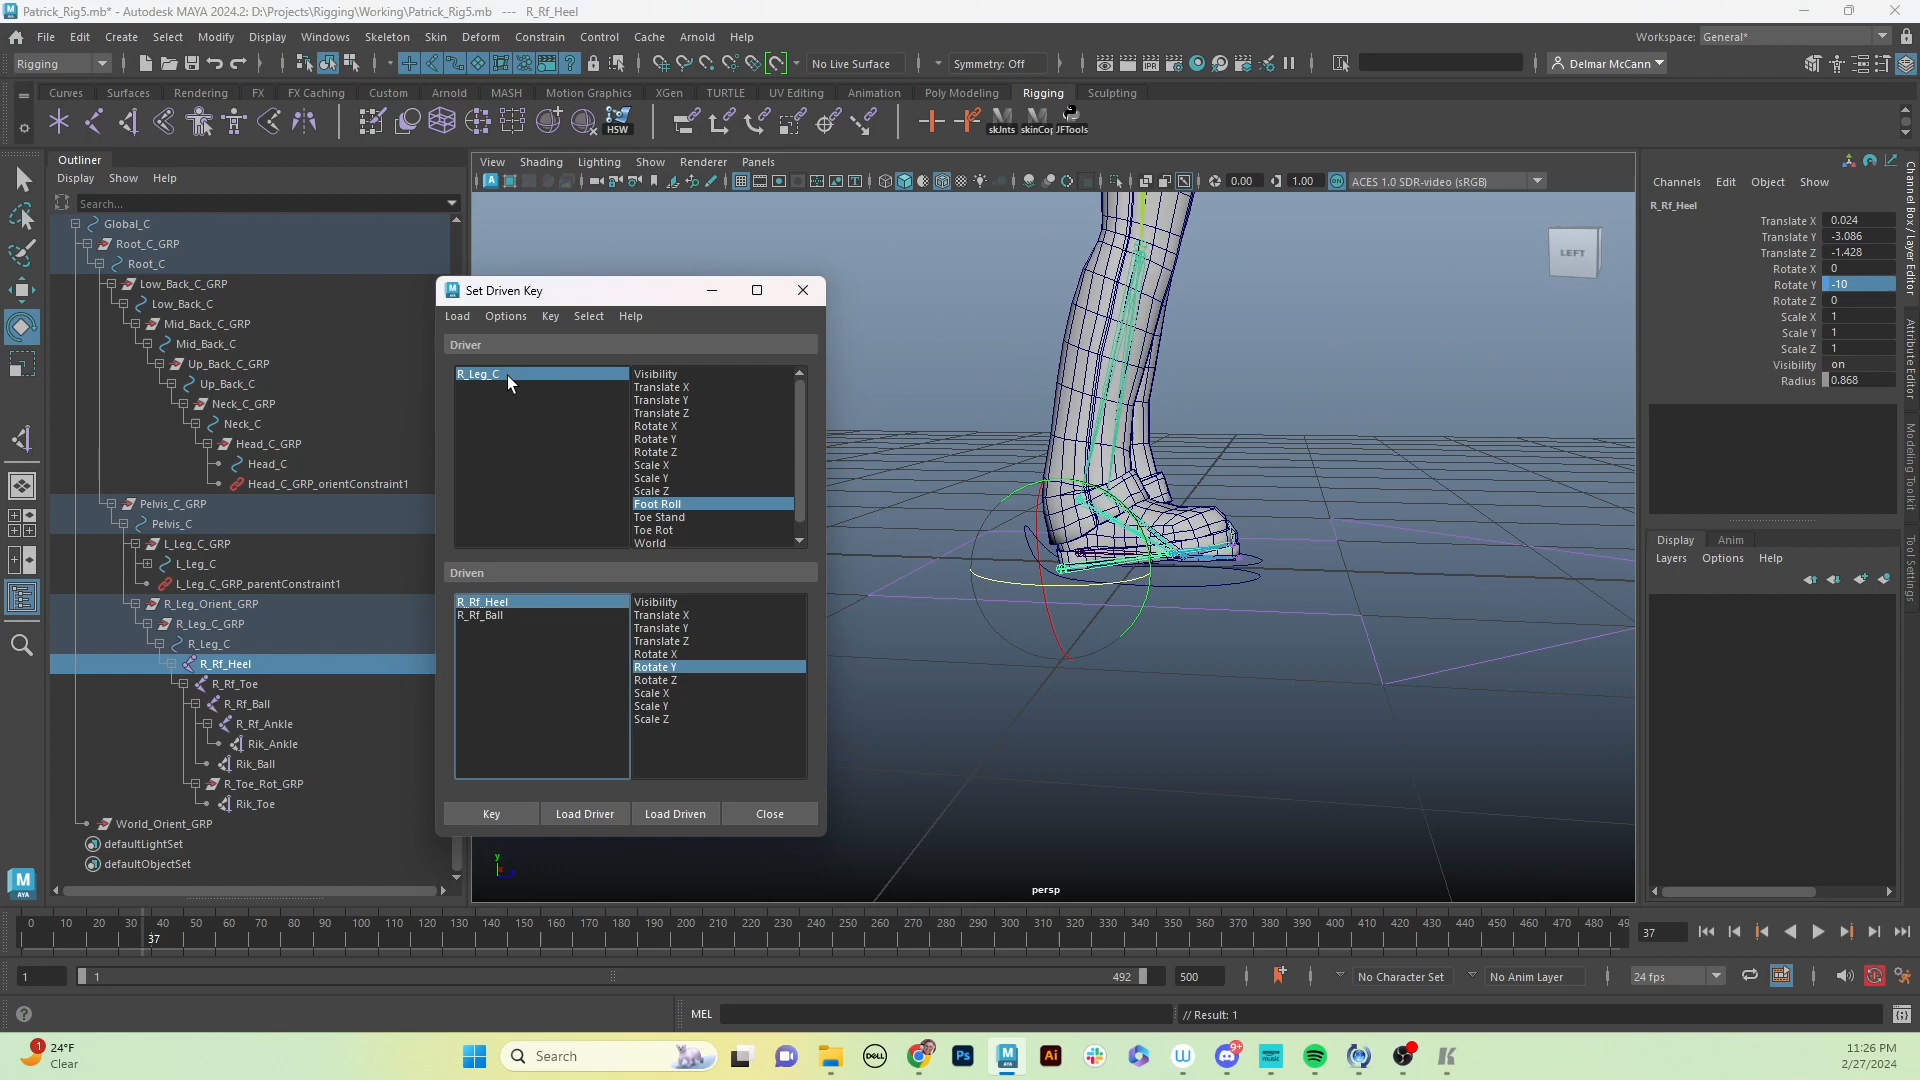 Patrick_Rig5.mb* - Autodesk MAYA 2024.2: D:\Projects\Rigging\Working\Patrick_Rig5.mb --- R_Rf_Heel
File Edit Create Select Modify Display Windows Skeleton Skin Deform Constrain Control Cache Arnold Help
Workspace: General*
Rigging
No Live Surface
Symmetry: Off
Delmar McCann
Curves Surfaces Rendering FX FX Caching Custom Arnold MASH Motion Graphics XGen TURTLE UV Editing Animation Poly Modeling Rigging Sculpting
HSW
skJnts skinCop JFTools
Outliner
Display Show Help
Search...
Global_C
Root_C_GRP
Root_C
Low_Back_C_GRP
Low_Back_C
Mid_Back_C_GRP
Mid_Back_C
Up_Back_C_GRP
Up_Back_C
Neck_C_GRP
Neck_C
Head_C_GRP
Head_C
Head_C_GRP_orientConstraint1
Pelvis_C_GRP
Pelvis_C
L_Leg_C_GRP
L_Leg_C
L_Leg_C_GRP_parentConstraint1
R_Leg_Orient_GRP
R_Leg_C_GRP
R_Leg_C
R_Rf_Heel
R_Rf_Toe
R_Rf_Ball
R_Rf_Ankle
Rik_Ankle
Rik_Ball
R_Toe_Rot_GRP
Rik_Toe
World_Orient_GRP
defaultLightSet
defaultObjectSet
View Shading Lighting Show Renderer Panels
0.00
1.00
ACES 1.0 SDR-video (sRGB)
LEFT
persp
y
Set Driven Key
Load Options Key Select Help
Driver
R_Leg_C
Visibility
Translate X
Translate Y
Translate Z
Rotate X
Rotate Y
Rotate Z
Scale X
Scale Y
Scale Z
Foot Roll
Toe Stand
Toe Rot
World
Driven
R_Rf_Heel
R_Rf_Ball
Visibility
Translate X
Translate Y
Translate Z
Rotate X
Rotate Y
Rotate Z
Scale X
Scale Y
Scale Z
Key Load Driver Load Driven Close
Channels Edit Object Show
R_Rf_Heel
Translate X 0.024
Translate Y -3.086
Translate Z -1.428
Rotate X 0
Rotate Y -10
Rotate Z 0
Scale X 1
Scale Y 1
Scale Z 1
Visibility on
Radius 0.868
Display Anim
Layers Options Help
Channel Box / Layer Editor
Attribute Editor
Modeling Toolkit
Tool Settings
0 10 20 30 40 50 60 70 80 90 100 110 120 130 140 150 160 170 180 190 200 210 220 230 240 250 260 270 280 290 300 310 320 330 340 350 360 370 380 390 400 410 420 430 440 450 460 470 480 49
37
37
1
1
492
500
No Character Set
No Anim Layer
24 fps
MEL
// Result: 1
24°F
Clear
Search
11:26 PM
2/27/2024